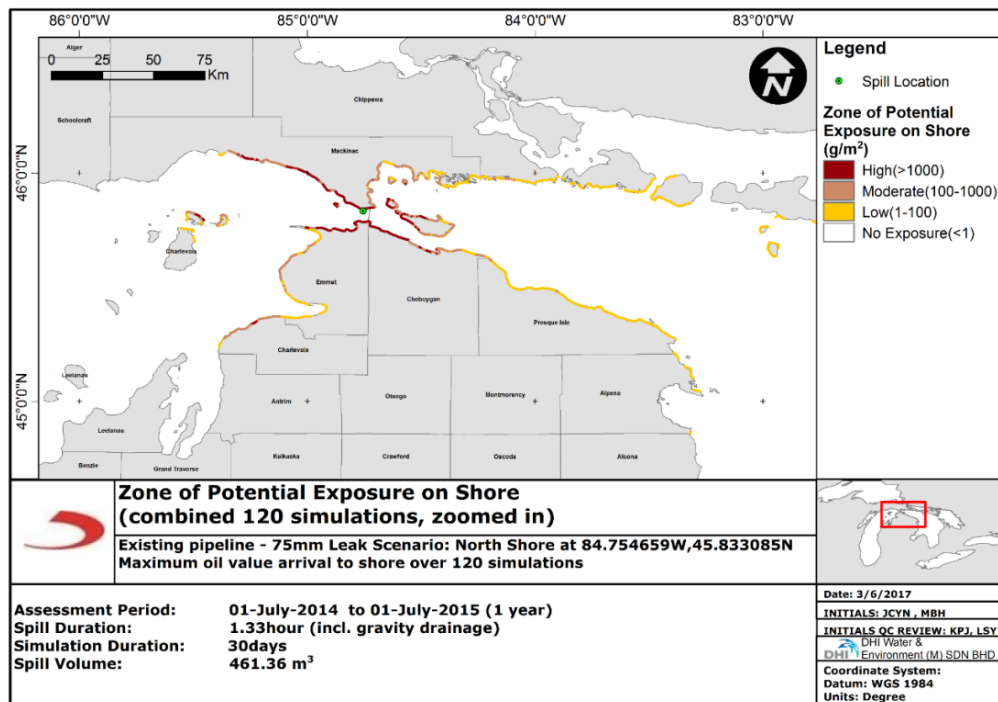 86°0'0"W 85°0'0"W 84°0'0"W 83°0'0"W
46°0'0"N
45°0'0"N
Alger
0 25 50 75
Km
Schoolcraft
Chippewa
Mackinac
N
Charlevoix
Emmet
Cheboygan
Presque Isle
Charlevoix
Leelanau
Antrim
Otsego
Montmorency
Alpena
Leelanau
Benzie
Grand Traverse
Kalkaska
Crawford
Oscoda
Alcona
Legend
Spill Location
Zone of Potential
Exposure on Shore
(g/m²)
High(>1000)
Moderate(100-1000)
Low(1-100)
No Exposure(<1)
Zone of Potential Exposure on Shore
(combined 120 simulations, zoomed in)
Existing pipeline - 75mm Leak Scenario: North Shore at 84.754659W,45.833085N
Maximum oil value arrival to shore over 120 simulations
Assessment Period: 01-July-2014 to 01-July-2015 (1 year)
Spill Duration: 1.33hour (incl. gravity drainage)
Simulation Duration: 30days
Spill Volume: 461.36 m³
Date: 3/6/2017
INITIALS: JCYN , MBH
INITIALS QC REVIEW: KPJ, LSY
DHI
DHI Water &
Environment (M) SDN BHD
Coordinate System:
Datum: WGS 1984
Units: Degree